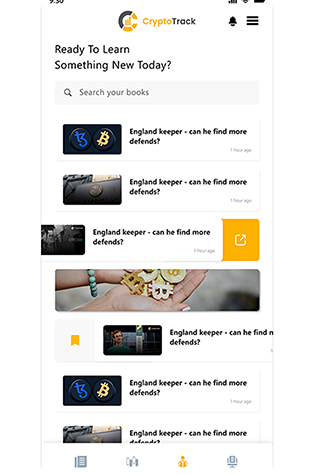 9:30
CryptoTrack
Ready To Learn
Something New Today?
Search your books
England keeper - can he find more
defends?
1 hour ago
England keeper - can he find more
defends?
1 hour ago
England keeper - can he find more
defends?
1 hour ago
England keeper - can he find m
defends?
England keeper - can he find more
defends?
1 hour ago
England keeper - can he find more
defends?